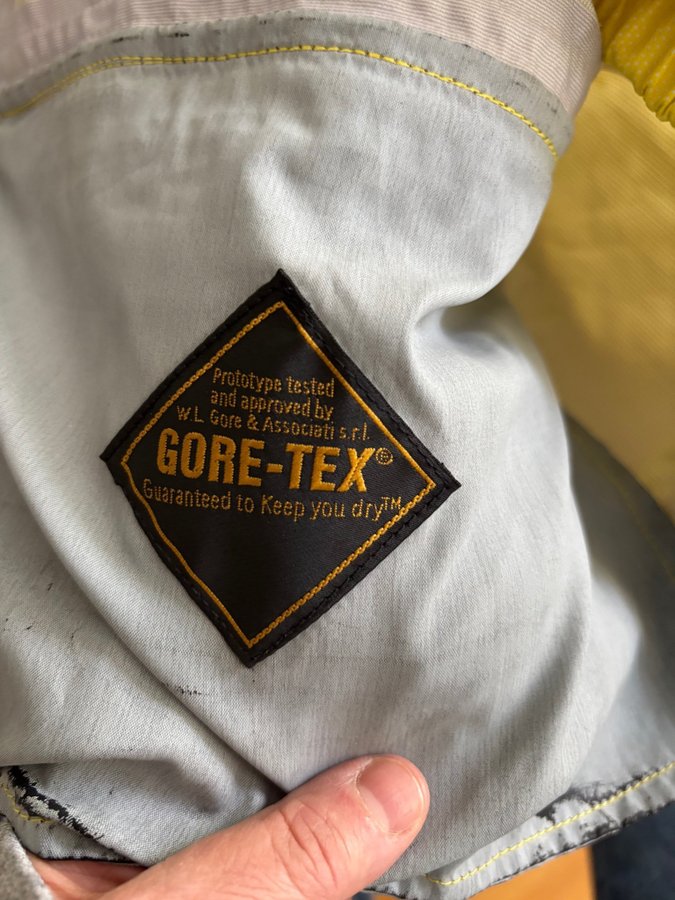 Prototype tested
and approved by
W.L. Gore & Associati s.r.l.
GORE-TEX®
Guaranteed to Keep you dry™